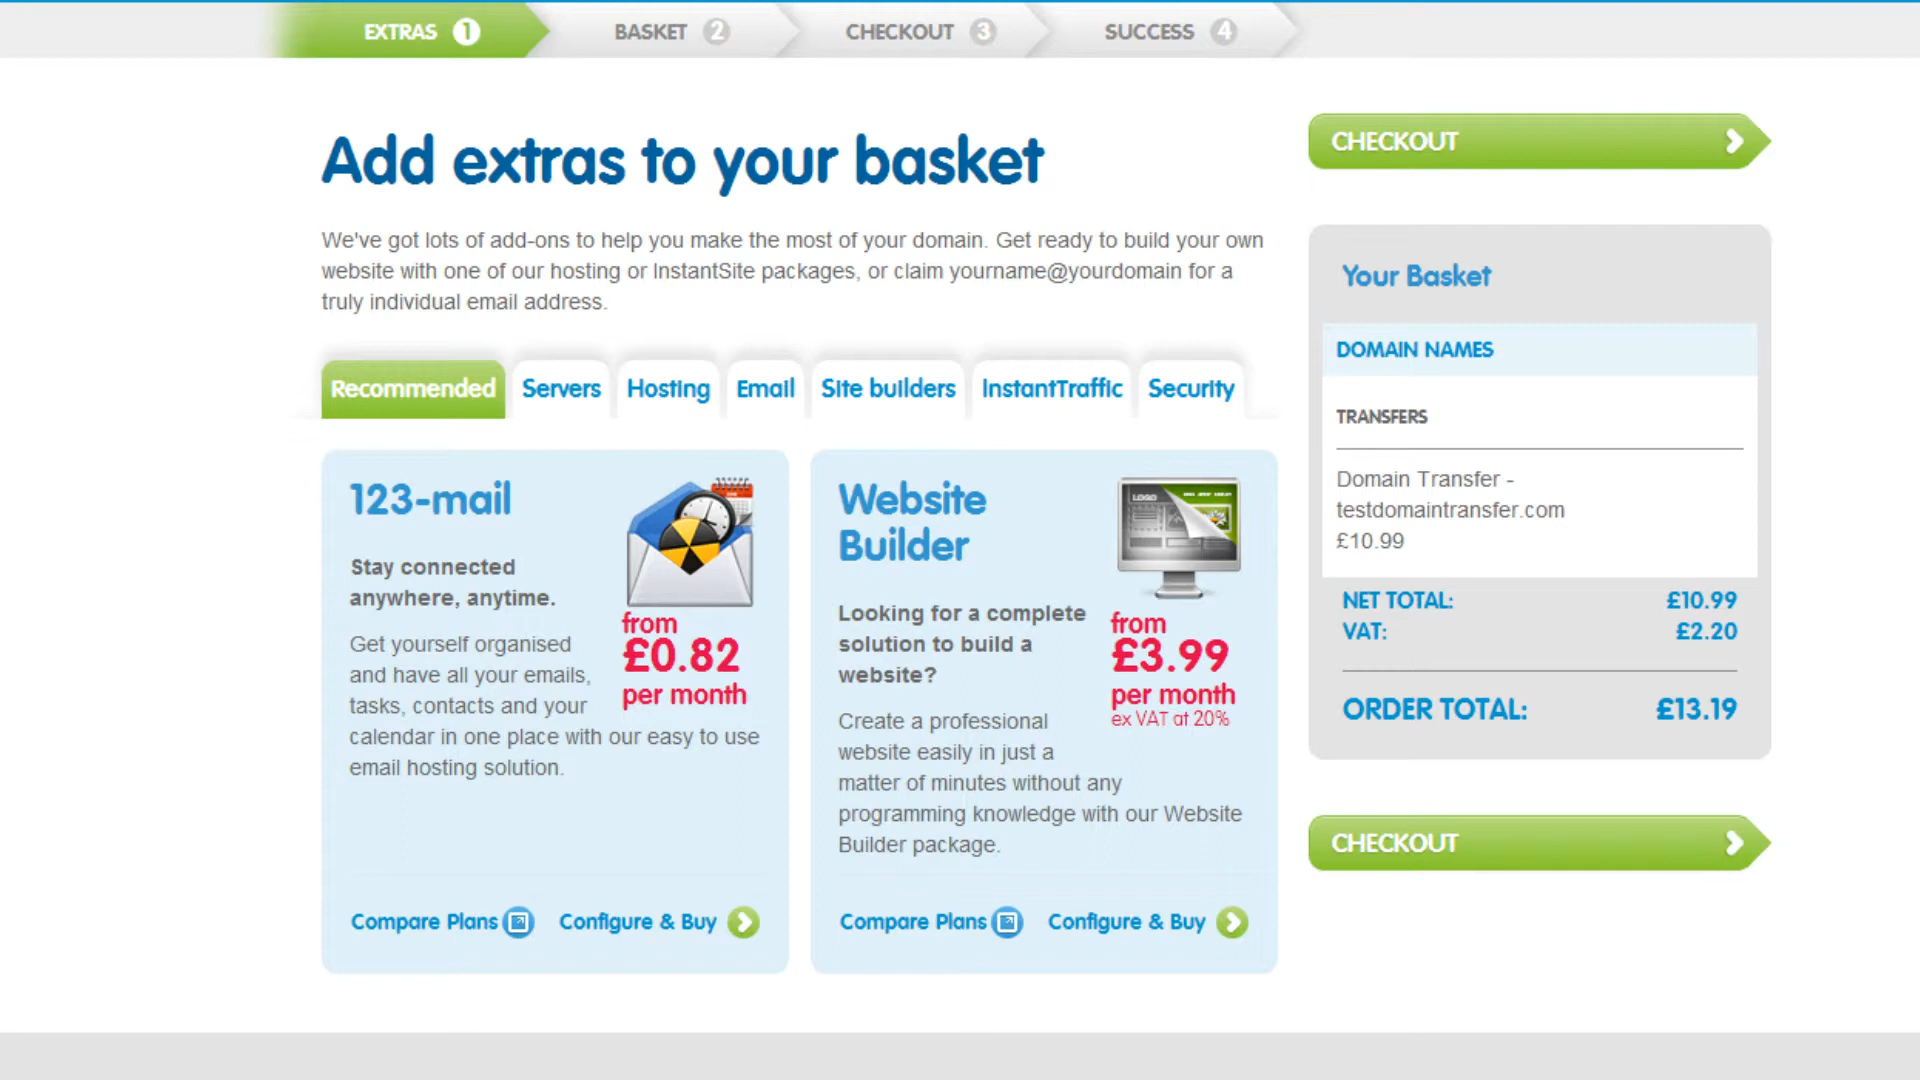 EXTRAS 1
BASKET 2
CHECKOUT 3
SUCCESS 4
Add extras to your basket
We've got lots of add-ons to help you make the most of your domain. Get ready to build your own
website with one of our hosting or InstantSite packages, or claim yourname@yourdomain for a
truly individual email address.
Recommended
Servers
Hosting
Email
Site builders
InstantTraffic
Security
123-mail
Stay connected
anywhere, anytime.
Get yourself organised
and have all your emails,
tasks, contacts and your
calendar in one place with our easy to use
email hosting solution.
from
£0.82
per month
Compare Plans
Configure & Buy
Website
Builder
LOGO
Looking for a complete
solution to build a
website?
Create a professional
website easily in just a
matter of minutes without any
programming knowledge with our Website
Builder package.
from
£3.99
per month
ex VAT at 20%
Compare Plans
Configure & Buy
CHECKOUT
Your Basket
DOMAIN NAMES
TRANSFERS
Domain Transfer -
testdomaintransfer.com
£10.99
NET TOTAL: £10.99
VAT: £2.20
ORDER TOTAL: £13.19
CHECKOUT